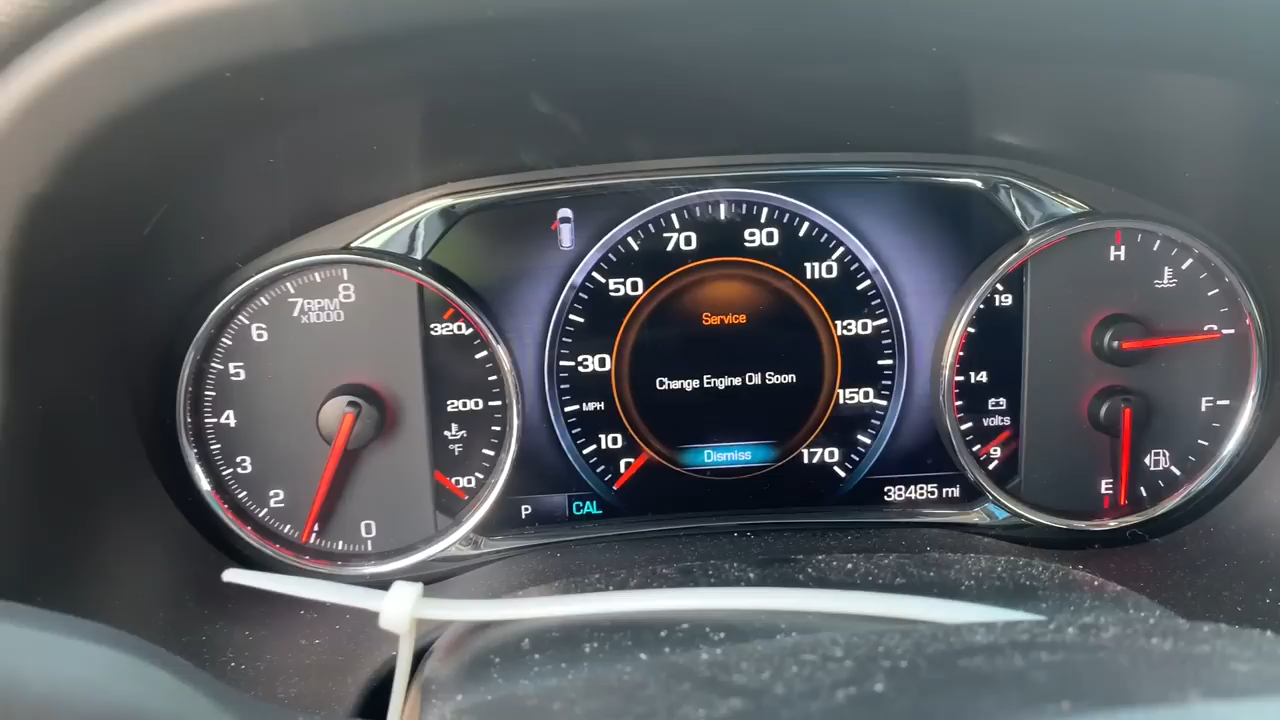 7 RPM 8
x1000
6
5
4
3
2
0
320
200
°F
70
90
50
110
30
130
MPH
150
10
0
170
Service
Change Engine Oil Soon
Dismiss
P
CAL
38485 mi
19
14
volts
9
H
F
E